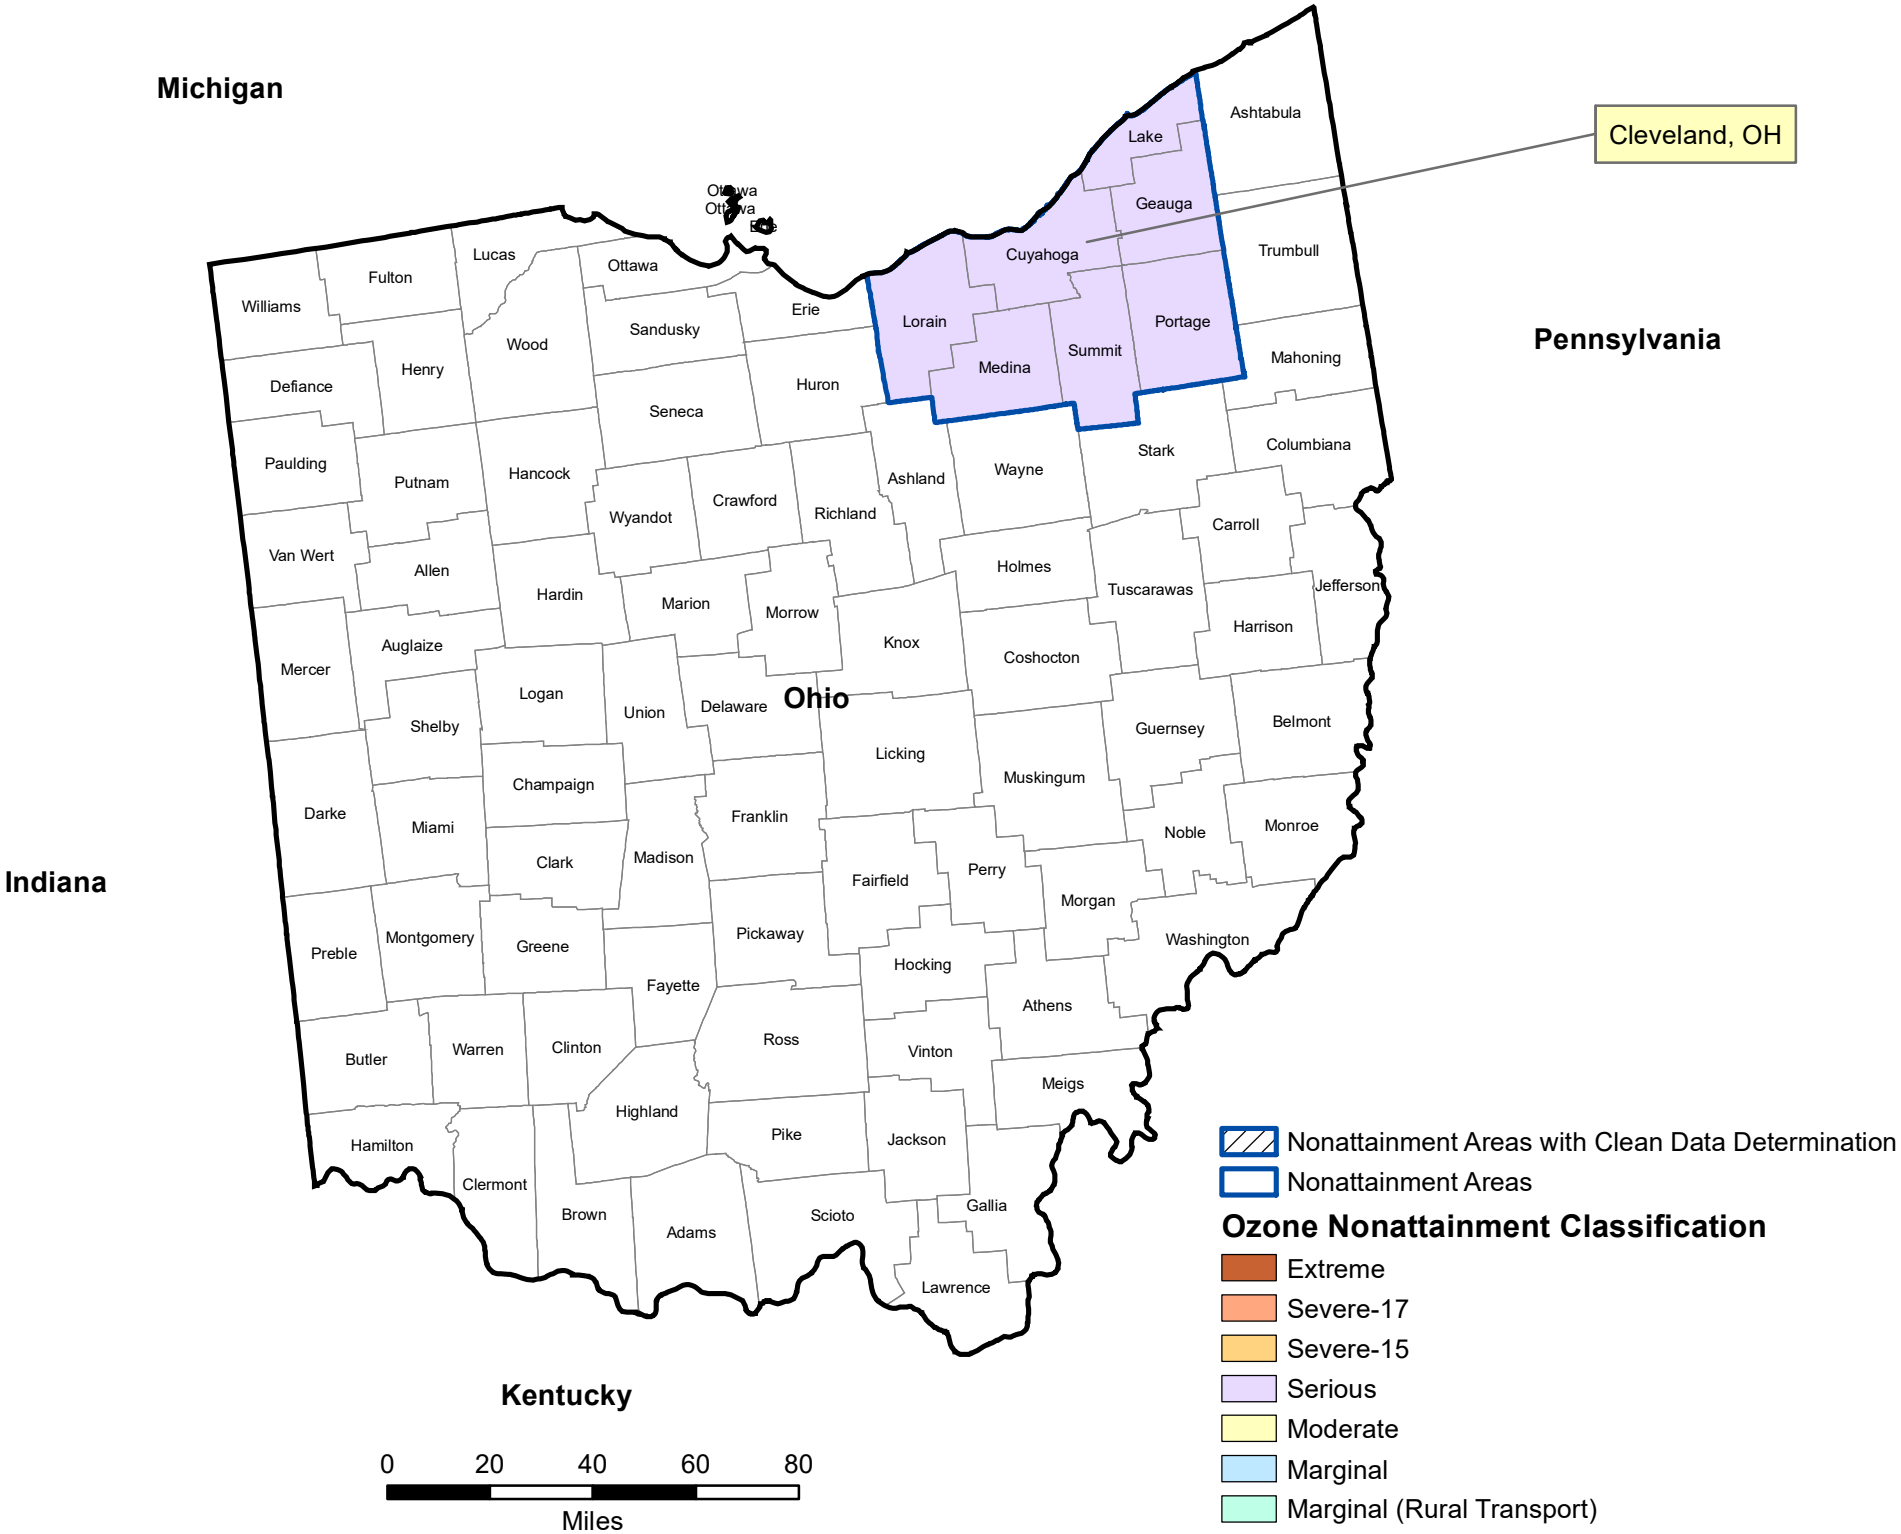 Michigan
Ashtabula
Cleveland, OH
Lake
Ottawa
Ottawa
Erie
Geauga
Lucas
Ottawa
Cuyahoga
Trumbull
Fulton
Williams
Erie
Lorain
Portage
Sandusky
Wood
Summit
Pennsylvania
Henry
Medina
Mahoning
Defiance
Huron
Seneca
Paulding
Putnam
Hancock
Ashland
Wayne
Stark
Columbiana
Wyandot
Crawford
Richland
Carroll
Van Wert
Allen
Hardin
Marion
Morrow
Holmes
Tuscarawas
Jefferson
Mercer
Auglaize
Knox
Coshocton
Harrison
Logan
Union
Delaware
Ohio
Shelby
Guernsey
Belmont
Champaign
Licking
Muskingum
Darke
Miami
Franklin
Noble
Monroe
Clark
Madison
Indiana
Fairfield
Perry
Morgan
Preble
Montgomery
Greene
Pickaway
Washington
Fayette
Hocking
Athens
Butler
Warren
Clinton
Ross
Vinton
Meigs
Highland
Hamilton
Pike
Jackson
Clermont
Brown
Adams
Scioto
Gallia
Lawrence
Nonattainment Areas with Clean Data Determination
Nonattainment Areas
Ozone Nonattainment Classification
Extreme
Severe-17
Severe-15
Serious
Moderate
Marginal
Marginal (Rural Transport)
Kentucky
0 20 40 60 80
Miles